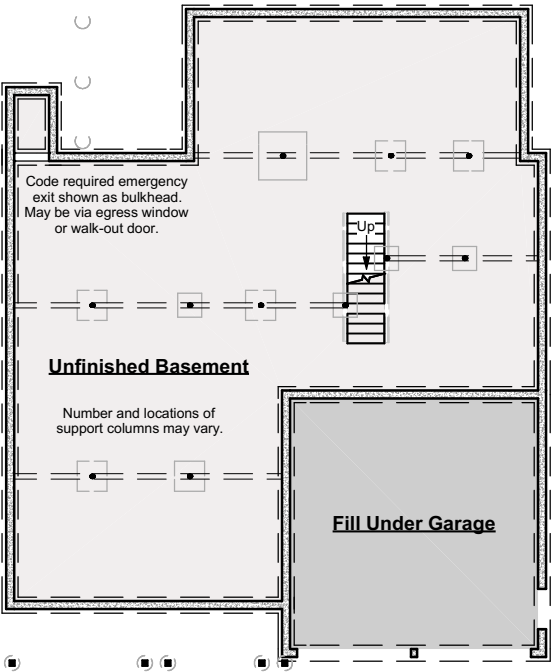 Code required emergency
exit shown as bulkhead.
May be via egress window
or walk-out door.
Up
Unfinished Basement
Number and locations of
support columns may vary.
Fill Under Garage